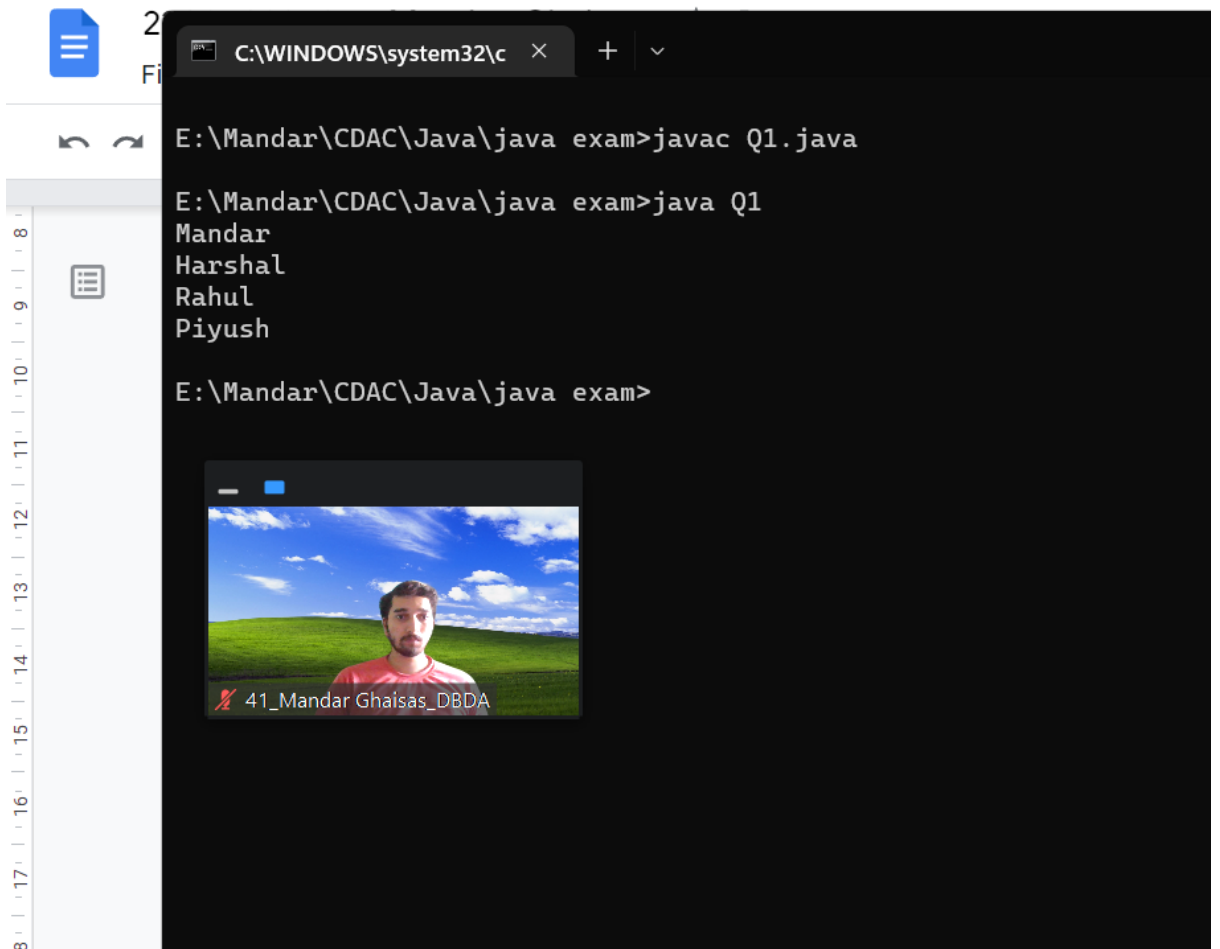 2
C:\WINDOWS\system32\c
Fi
E:\Mandar\CDAC\Java\java exam>javac Q1.java
E:\Mandar\CDAC\Java\java exam>java Q1
Mandar
Harshal
Rahul
Piyush
E:\Mandar\CDAC\Java\java exam>
41_Mandar Ghaisas_DBDA
8
9
10
11
12
13
14
15
16
17